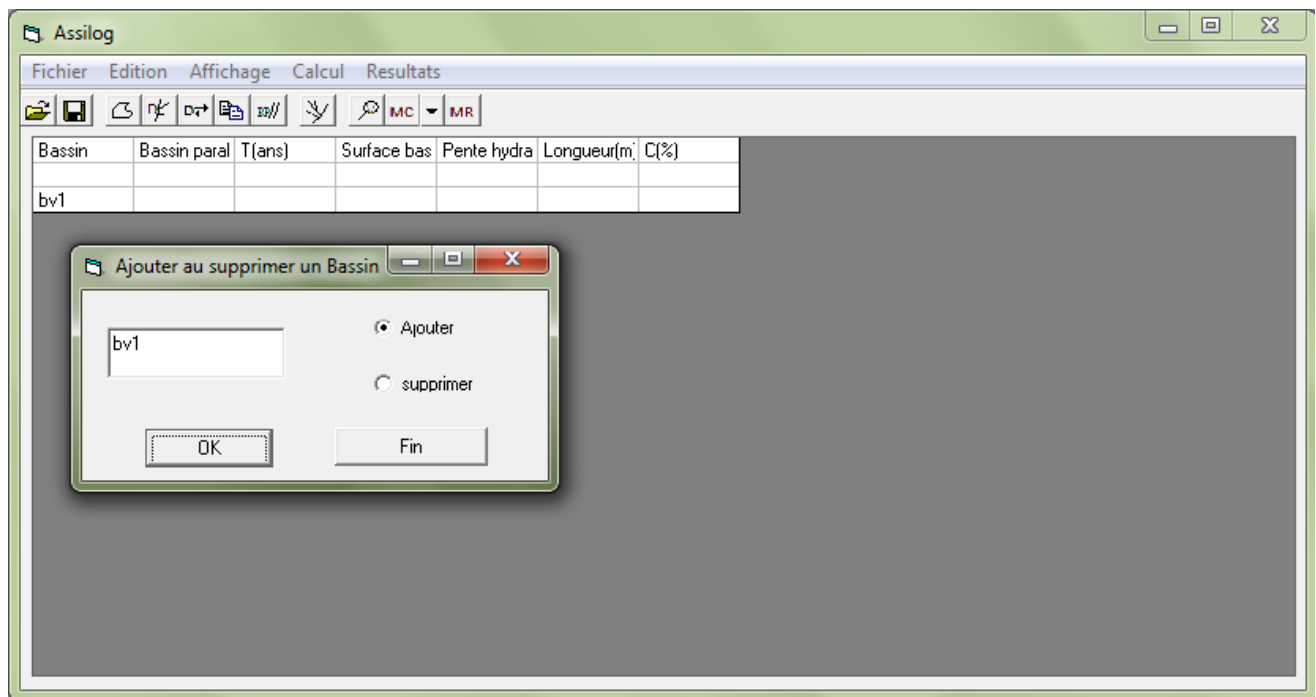 Assilog
Fichier Edition Affichage Calcul Resultats
MC MR
Bassin Bassin paral T(ans) Surface bas Pente hydra Longueur(m) C(%)
bv1
Ajouter au supprimer un Bassin
bv1
Ajouter
supprimer
OK Fin